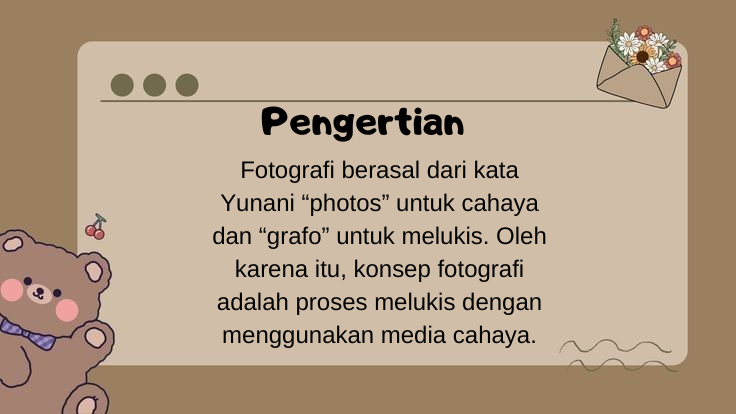 Pengertian
Fotografi berasal dari kata
Yunani “photos” untuk cahaya
dan “grafo” untuk melukis. Oleh
karena itu, konsep fotografi
adalah proses melukis dengan
menggunakan media cahaya.